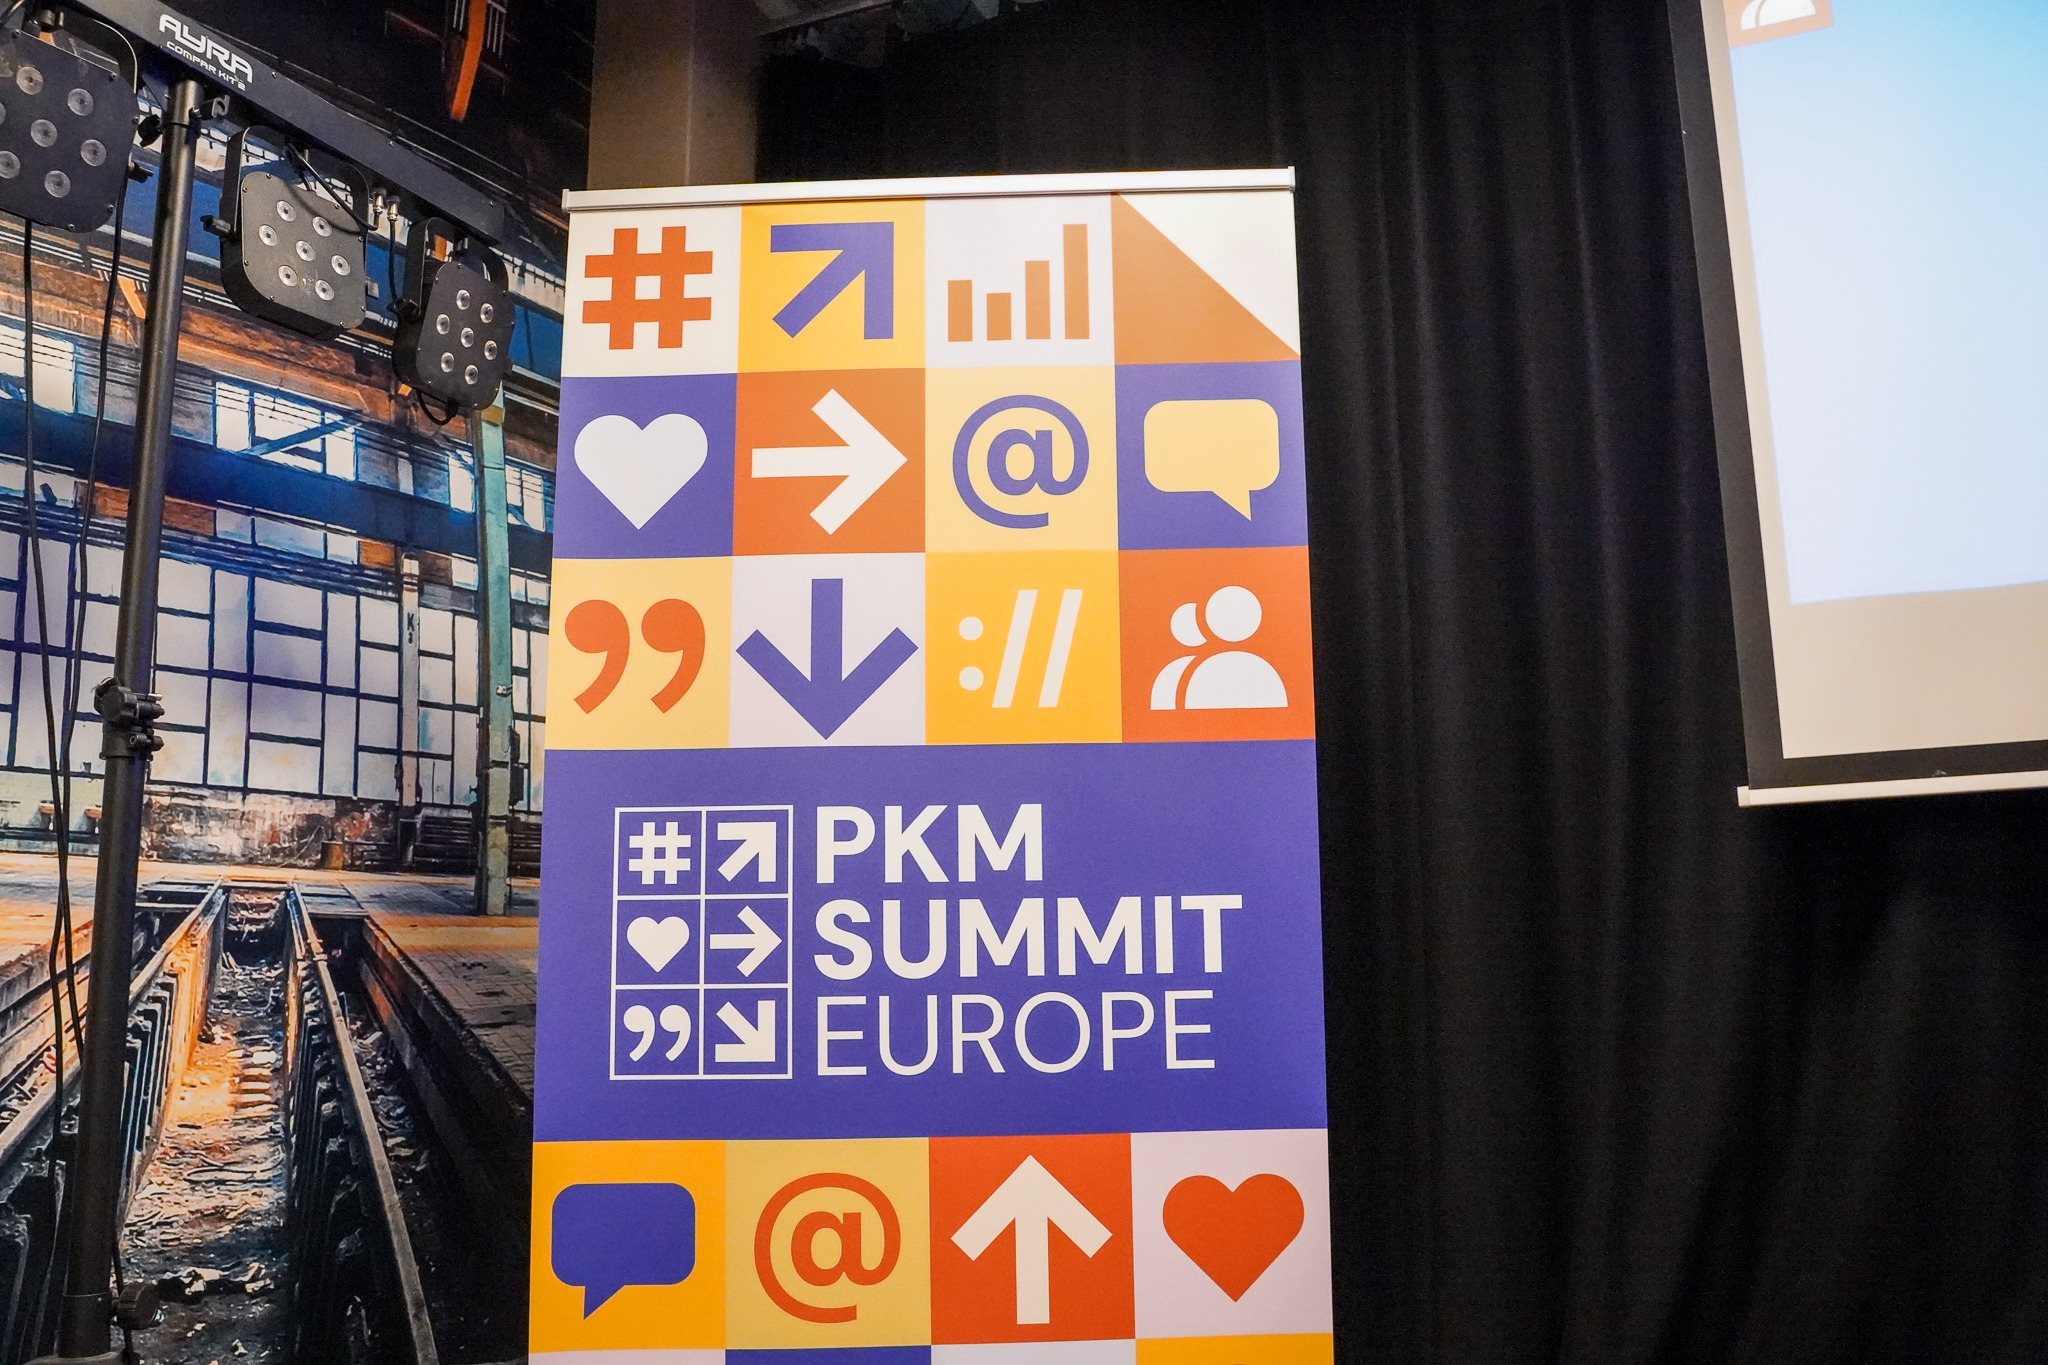 AYRA
COMPAR KIT 2
#
@
”
://
#
”
PKM
SUMMIT
EUROPE
@